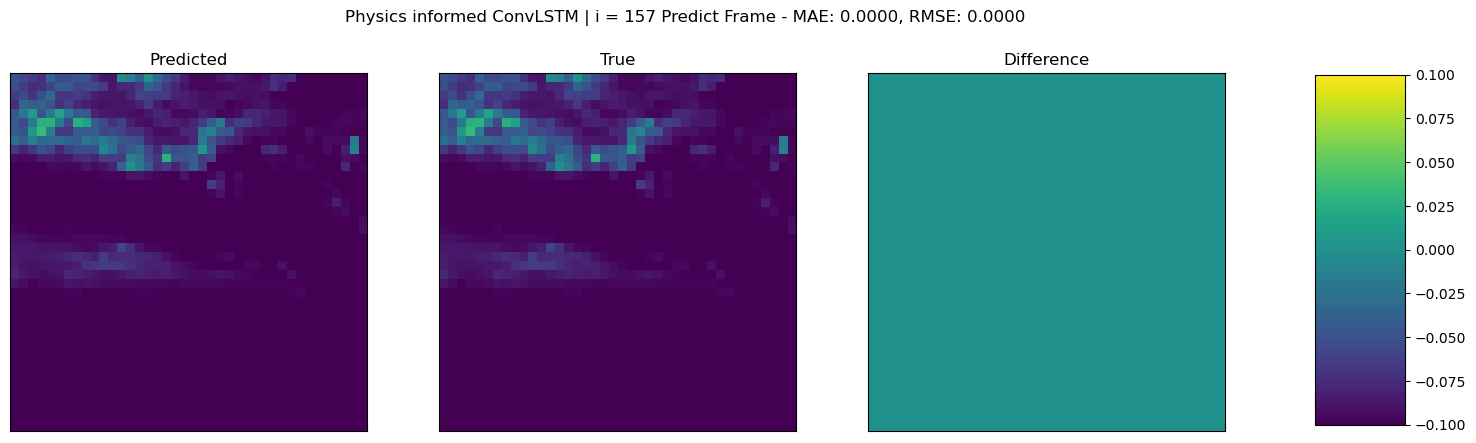 Physics informed ConvLSTM | i = 157 Predict Frame - MAE: 0.0000, RMSE: 0.0000
Predicted
True
Difference
0.100
0.075
0.050
0.025
0.000
−0.025
−0.050
−0.075
−0.100